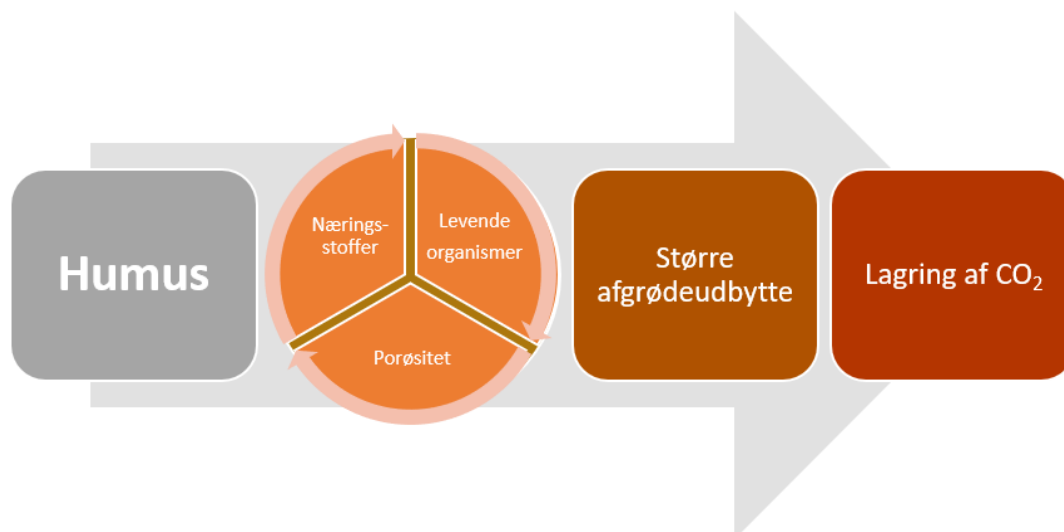 Humus
Nærings-
stoffer
Levende
organismer
Porøsitet
Større
afgrødeudbytte
Lagring af CO₂